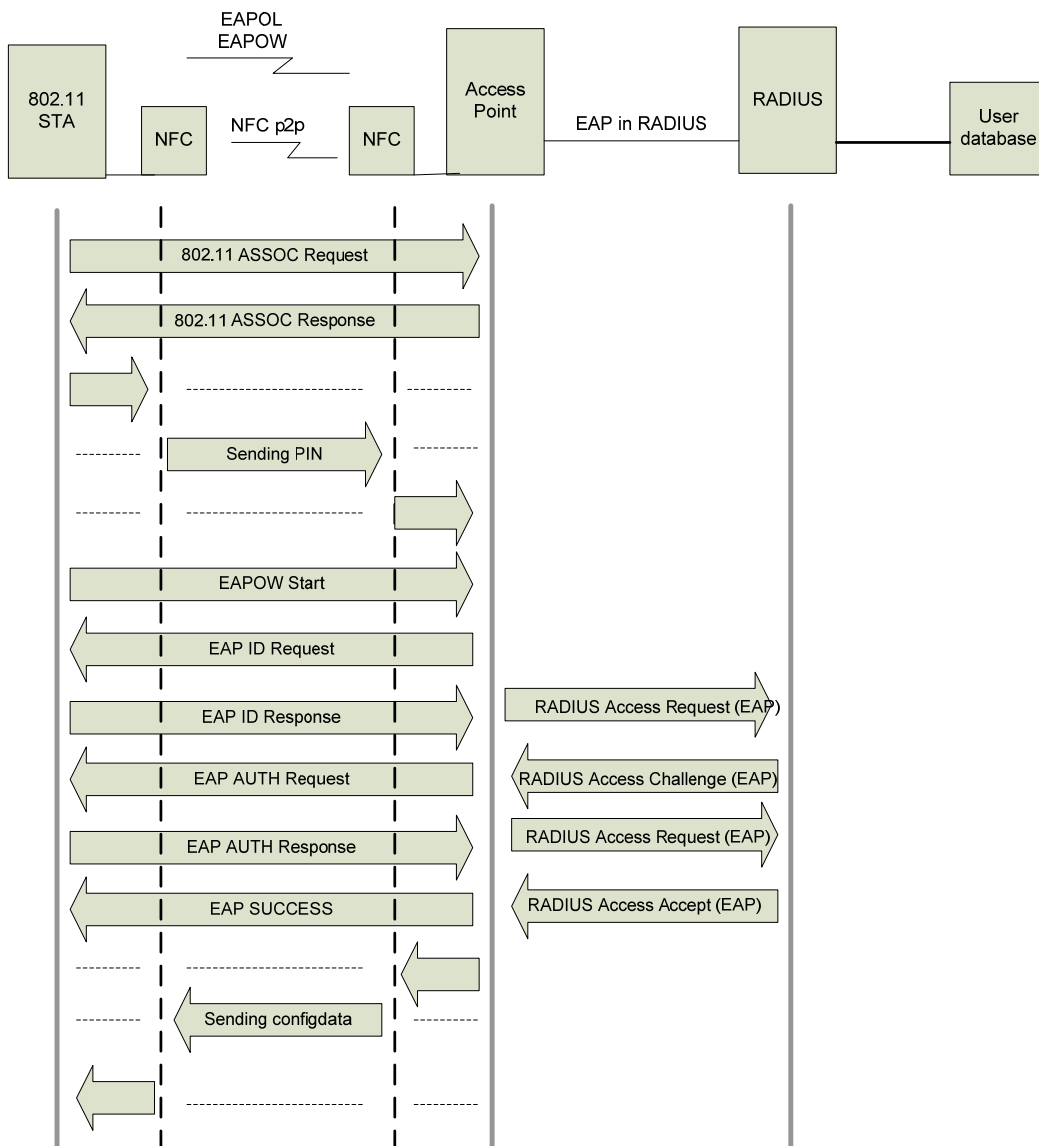 EAPOL
EAPOW
802.11
STA
NFC
NFC p2p
NFC
Access
Point
EAP in RADIUS
RADIUS
User
database
802.11 ASSOC Request
802.11 ASSOC Response
Sending PIN
EAPOW Start
EAP ID Request
EAP ID Response
RADIUS Access Request (EAP)
EAP AUTH Request
RADIUS Access Challenge (EAP)
EAP AUTH Response
RADIUS Access Request (EAP)
EAP SUCCESS
RADIUS Access Accept (EAP)
Sending configdata